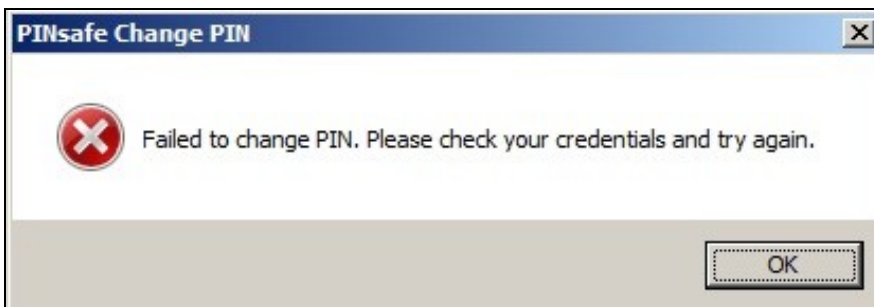 PINsafe Change PIN
Failed to change PIN. Please check your credentials and try again.
OK